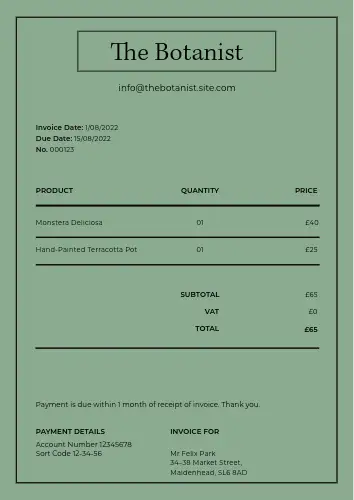 The Botanist
info@thebotanist.site.com
Invoice Date: 1/08/2022
Due Date: 15/08/2022
No. 000123
PRODUCT QUANTITY PRICE
Monstera Deliciosa 01 £40
Hand-Painted Terracotta Pot 01 £25
SUBTOTAL £65
VAT £0
TOTAL £65
Payment is due within 1 month of receipt of invoice. Thank you.
PAYMENT DETAILS INVOICE FOR
Account Number 12345678
Sort Code 12-34-56 Mr Felix Park
34-38 Market Street,
Maidenhead, SL6 8AD